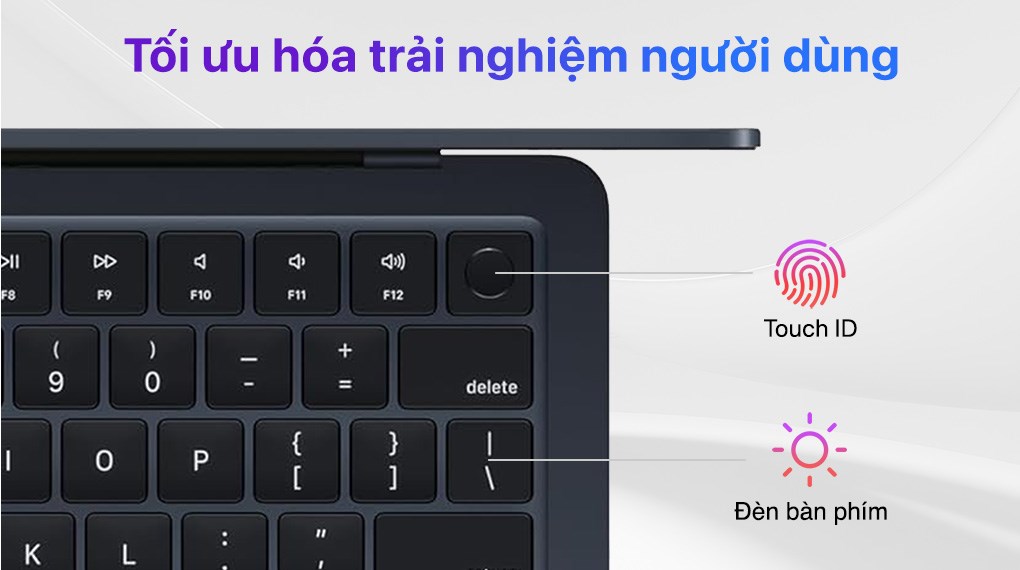 Tối ưu hóa trải nghiệm người dùng
F8 F9 F10 F11 F12
Touch ID
( ) _ +
9 0 - = delete
I O P { [ } ] | \
Đèn bàn phím
K L : ; " '